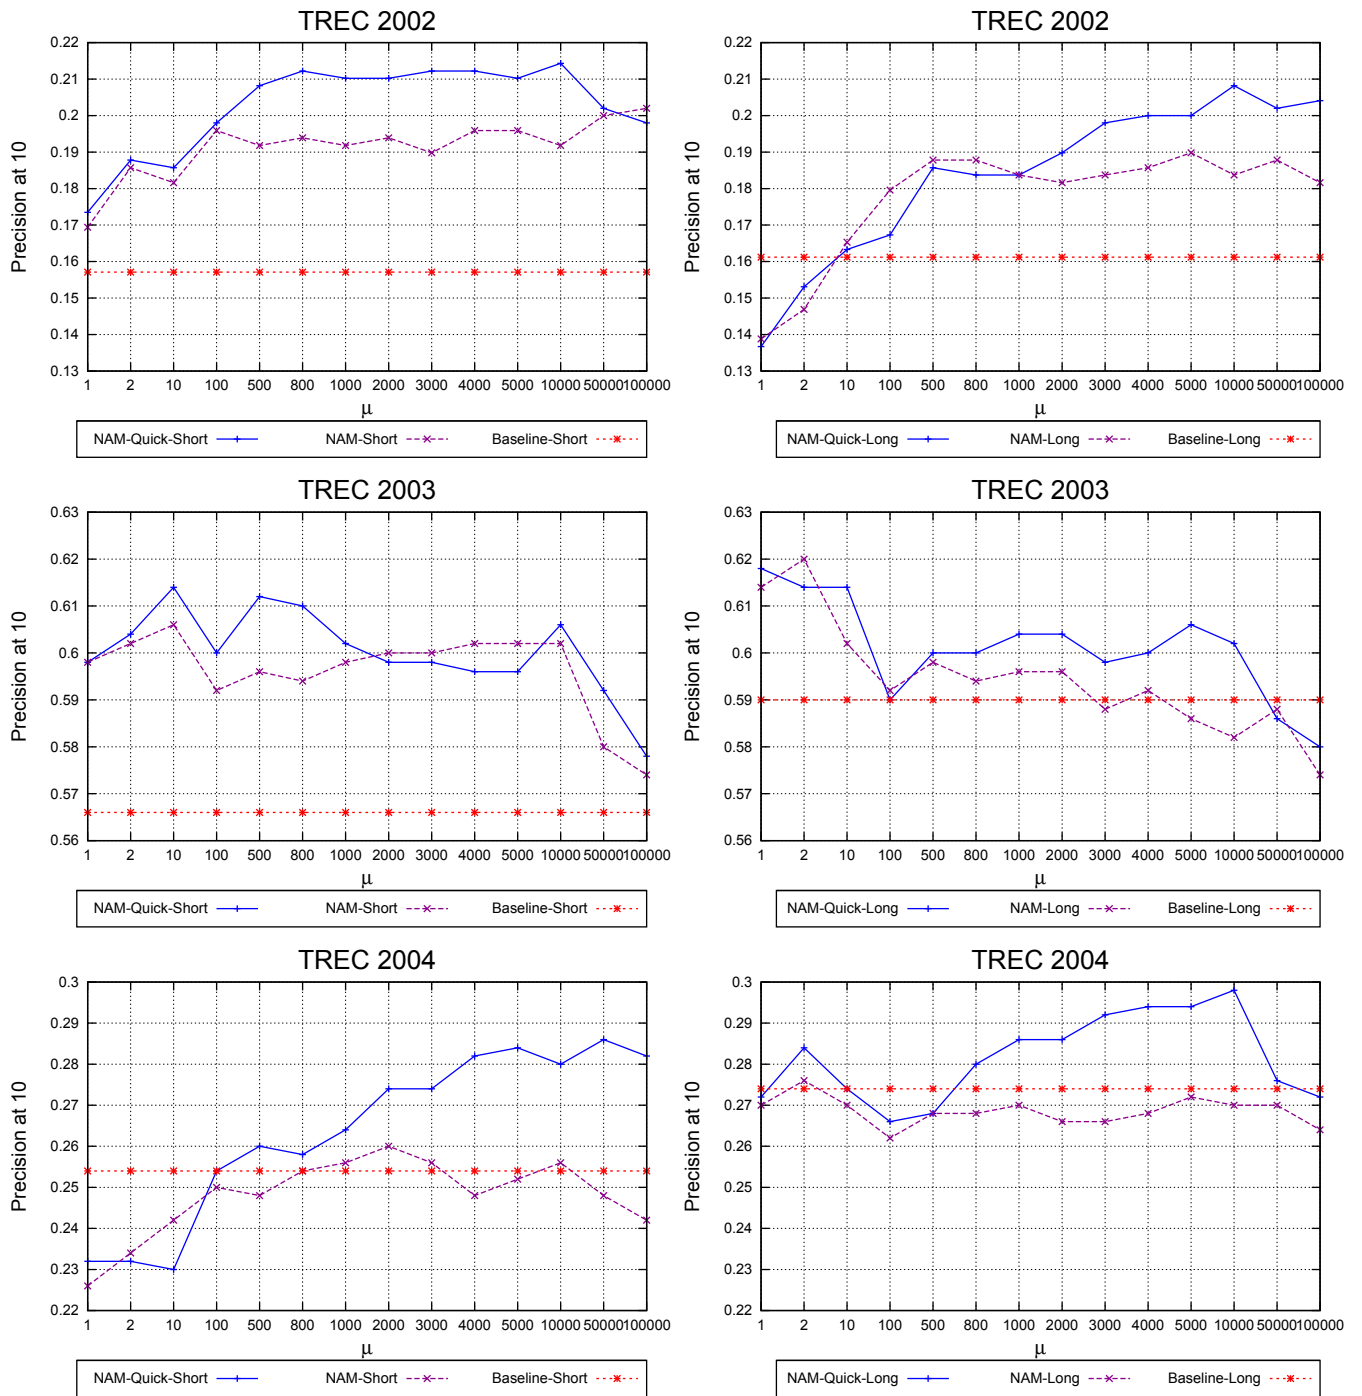 TREC 2002
Precision at 10
0.22
0.21
0.2
0.19
0.18
0.17
0.16
0.15
0.14
0.13
1 2 10 100 500 800 1000 2000 3000 4000 5000 10000 50000 100000
μ
NAM-Quick-Short NAM-Short Baseline-Short
TREC 2002
Precision at 10
0.22
0.21
0.2
0.19
0.18
0.17
0.16
0.15
0.14
0.13
1 2 10 100 500 800 1000 2000 3000 4000 5000 10000 50000 100000
μ
NAM-Quick-Long NAM-Long Baseline-Long
TREC 2003
Precision at 10
0.63
0.62
0.61
0.6
0.59
0.58
0.57
0.56
1 2 10 100 500 800 1000 2000 3000 4000 5000 10000 50000 100000
μ
NAM-Quick-Short NAM-Short Baseline-Short
TREC 2003
Precision at 10
0.63
0.62
0.61
0.6
0.59
0.58
0.57
0.56
1 2 10 100 500 800 1000 2000 3000 4000 5000 10000 50000 100000
μ
NAM-Quick-Long NAM-Long Baseline-Long
TREC 2004
Precision at 10
0.3
0.29
0.28
0.27
0.26
0.25
0.24
0.23
0.22
1 2 10 100 500 800 1000 2000 3000 4000 5000 10000 50000 100000
μ
NAM-Quick-Short NAM-Short Baseline-Short
TREC 2004
Precision at 10
0.3
0.29
0.28
0.27
0.26
0.25
0.24
0.23
0.22
1 2 10 100 500 800 1000 2000 3000 4000 5000 10000 50000 100000
μ
NAM-Quick-Long NAM-Long Baseline-Long